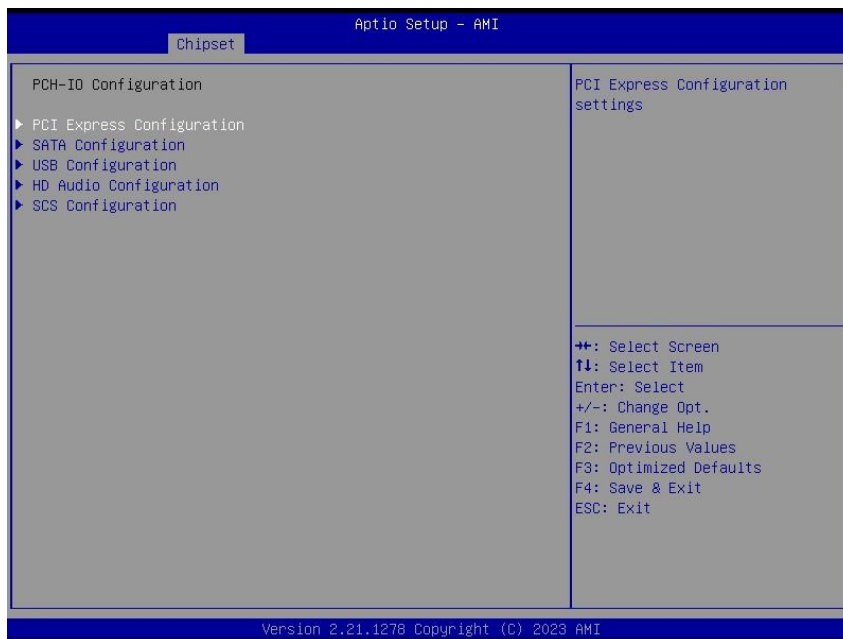 Aptio Setup – AMI
Chipset
PCH-IO Configuration
▶ PCI Express Configuration
▶ SATA Configuration
▶ USB Configuration
▶ HD Audio Configuration
▶ SCS Configuration
PCI Express Configuration
settings
→←: Select Screen
↑↓: Select Item
Enter: Select
+/-: Change Opt.
F1: General Help
F2: Previous Values
F3: Optimized Defaults
F4: Save & Exit
ESC: Exit
Version 2.21.1278 Copyright (C) 2023 AMI